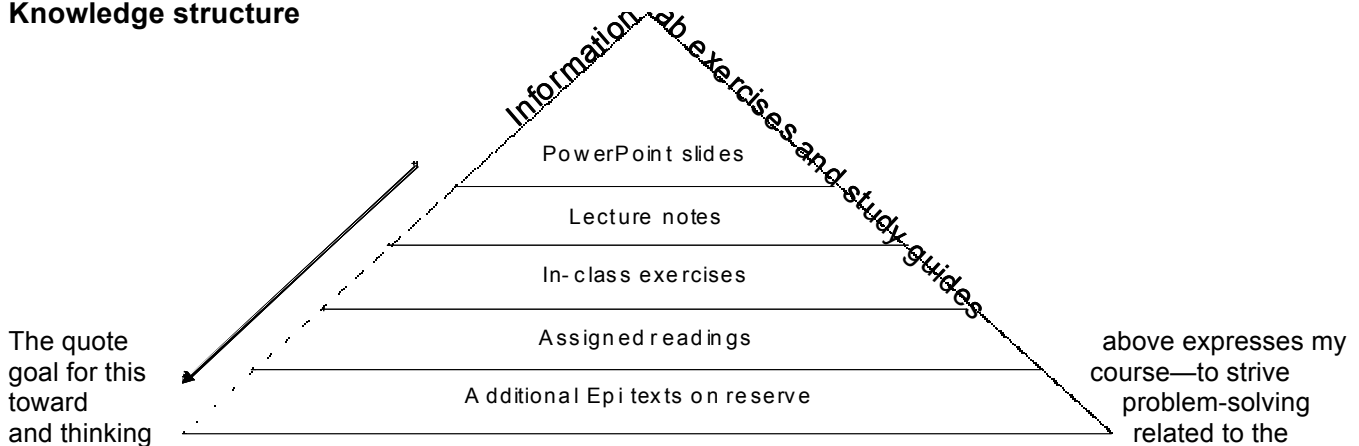 Knowledge structure
Information
ab exercises and study guides
PowerPoint slides
Lecture notes
In-class exercises
Assigned readings
Additional Epi texts on reserve
The quote above expresses my
goal for this course—to strive
toward problem-solving
and thinking related to the